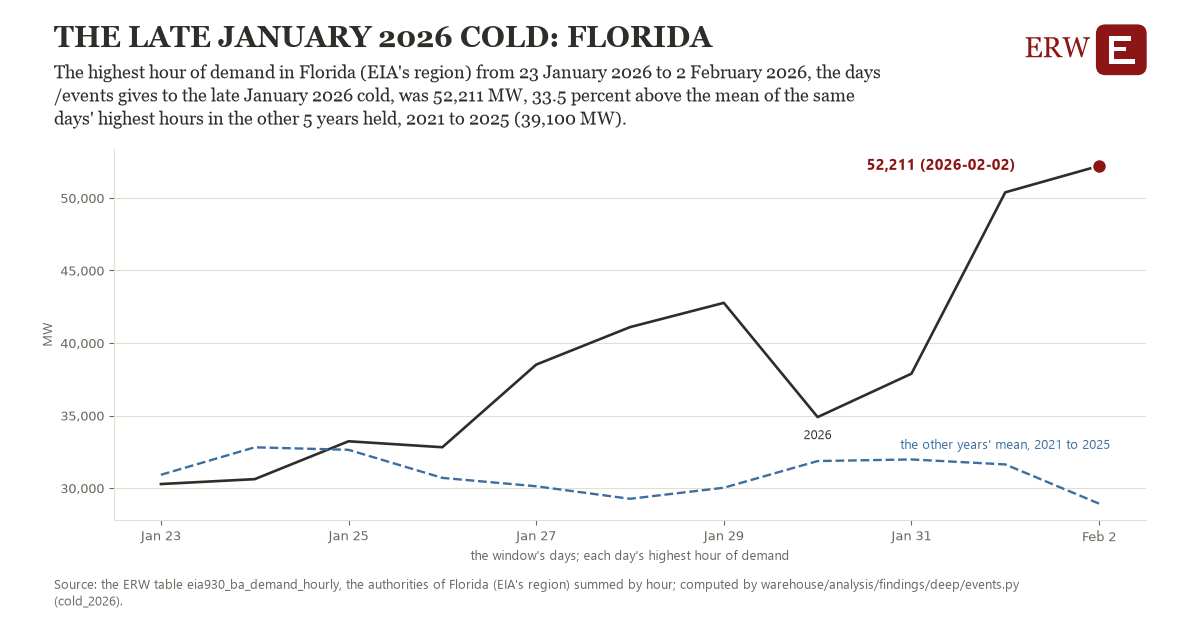 THE LATE JANUARY 2026 COLD: FLORIDA
ERW E
The highest hour of demand in Florida (EIA's region) from 23 January 2026 to 2 February 2026, the days
/events gives to the late January 2026 cold, was 52,211 MW, 33.5 percent above the mean of the same
days' highest hours in the other 5 years held, 2021 to 2025 (39,100 MW).
52,211 (2026-02-02)
50,000
45,000
40,000
35,000
30,000
MW
2026
the other years' mean, 2021 to 2025
Jan 23
Jan 25
Jan 27
Jan 29
Jan 31
Feb 2
the window's days; each day's highest hour of demand
Source: the ERW table eia930_ba_demand_hourly, the authorities of Florida (EIA's region) summed by hour; computed by warehouse/analysis/findings/deep/events.py
(cold_2026).